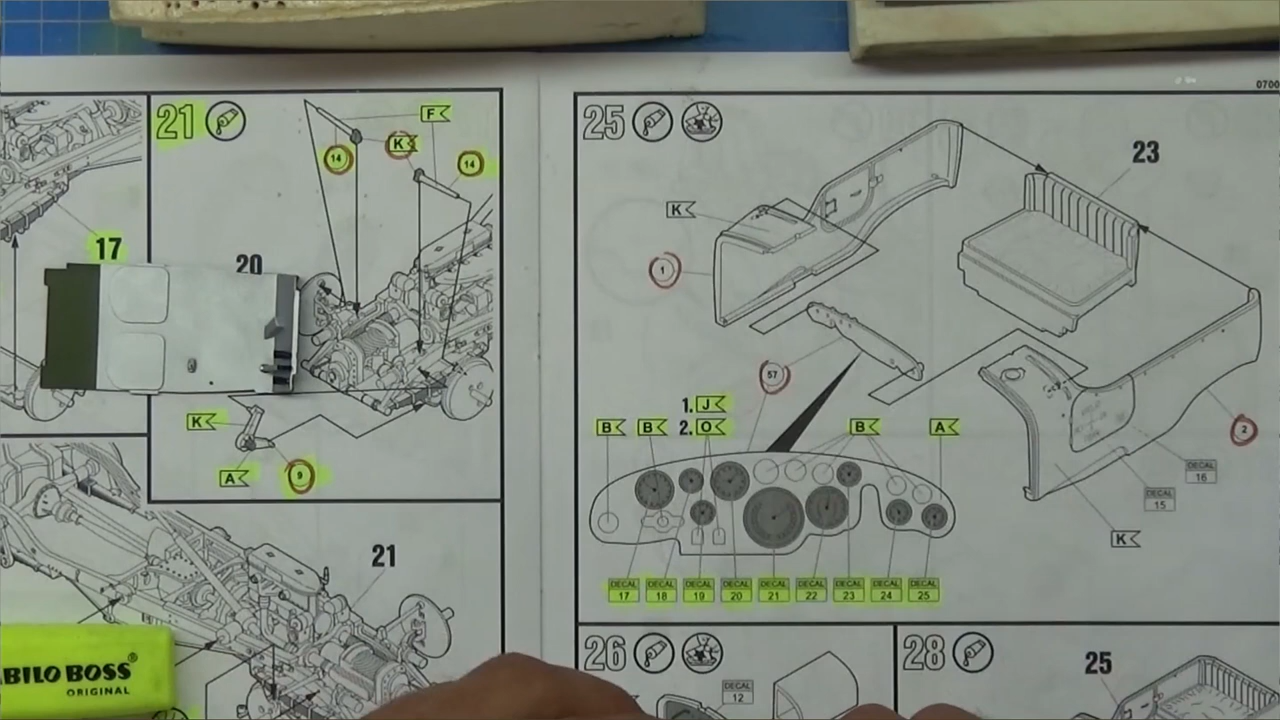 0700
21
F
K
14
14
17
20
K
A
9
21
BILO BOSS®
ORIGINAL
25
23
K
1
57
1. J
2. O
B
B
B
A
2
DECAL 16
DECAL 15
K
DECAL 17
DECAL 18
DECAL 19
DECAL 20
DECAL 21
DECAL 22
DECAL 23
DECAL 24
DECAL 25
26
DECAL 12
28
25